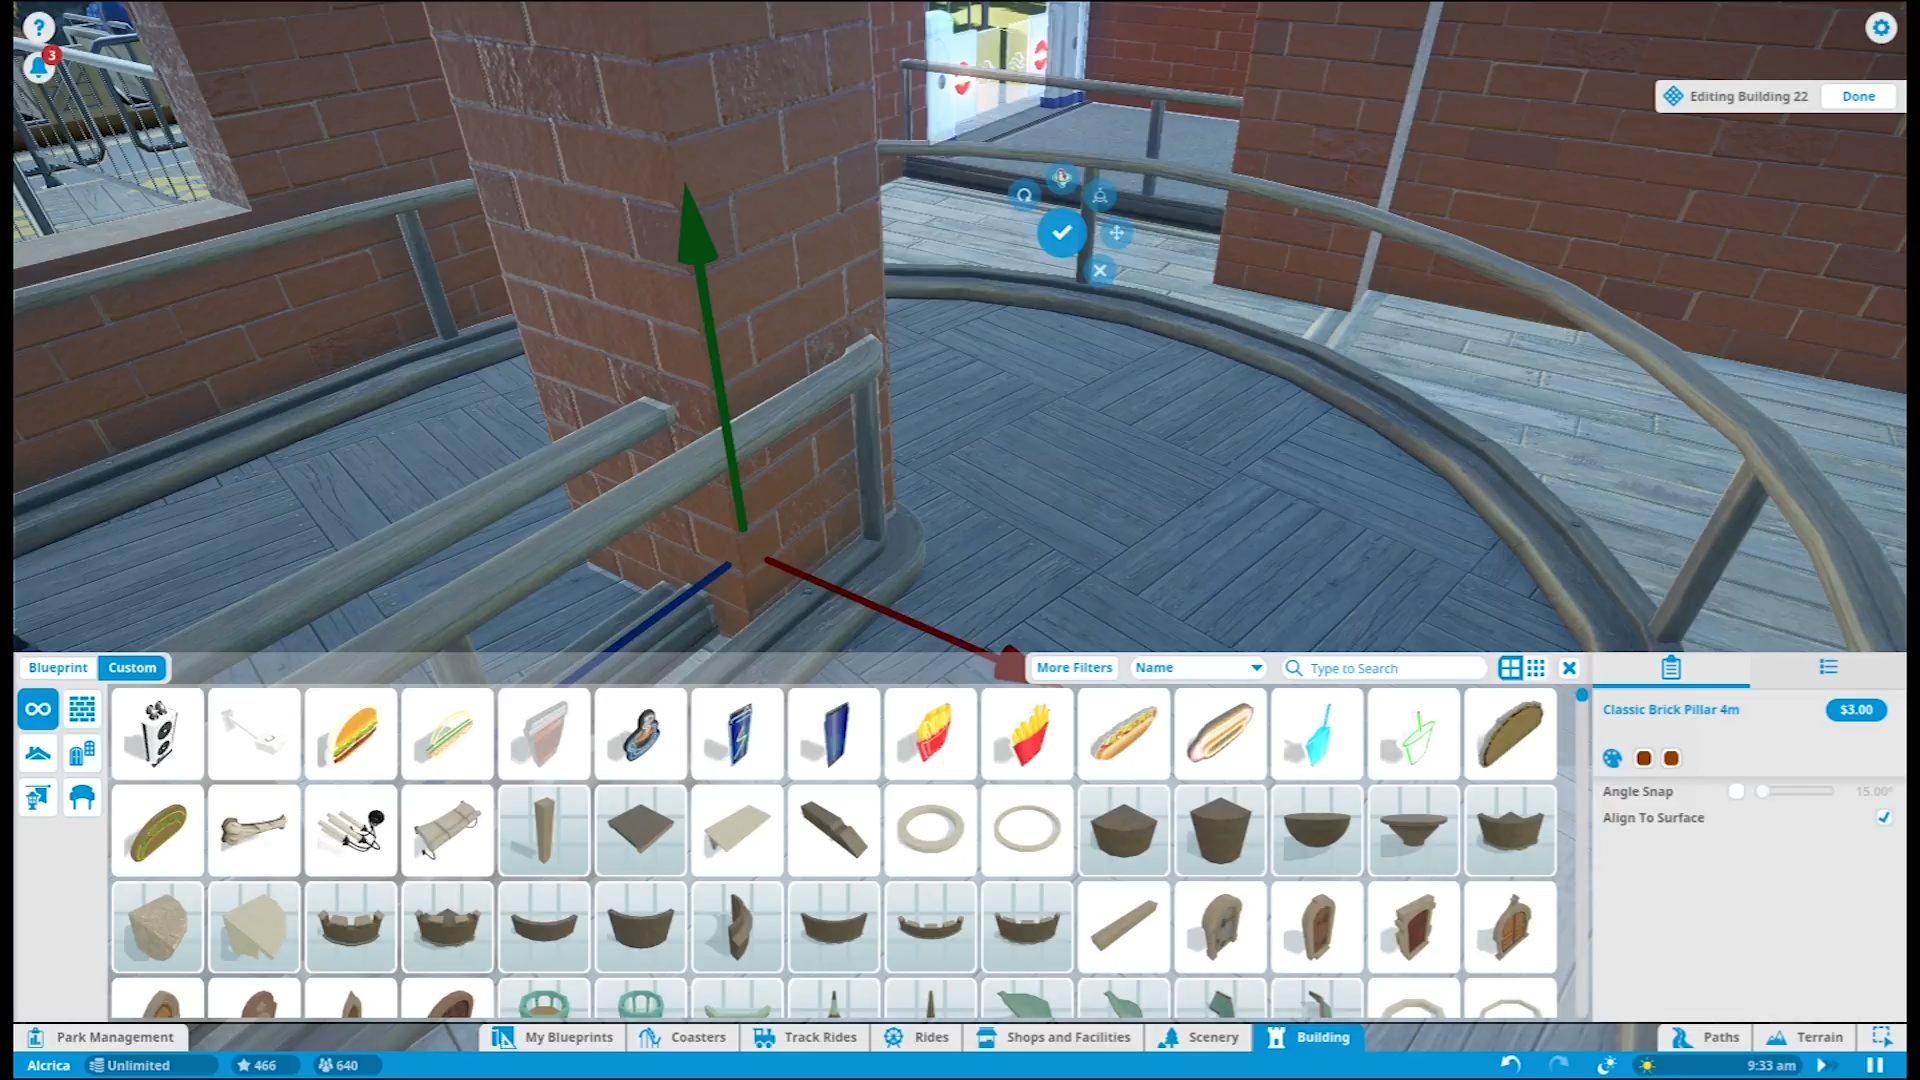 ?
3
Editing Building 22
Done
Blueprint
Custom
More Filters
Name
Type to Search
Classic Brick Pillar 4m
$3.00
Angle Snap
15.00°
Align To Surface
Park Management
My Blueprints
Coasters
Track Rides
Rides
Shops and Facilities
Scenery
Building
Paths
Terrain
Alcrica
Unlimited
466
640
9:33 am